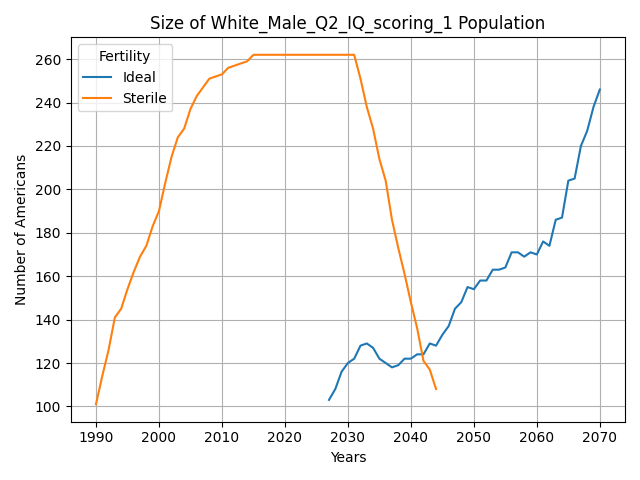 Size of White_Male_Q2_IQ_scoring_1 Population
Fertility
Ideal
Sterile
Number of Americans
260
240
220
200
180
160
140
120
100
1990 2000 2010 2020 2030 2040 2050 2060 2070
Years